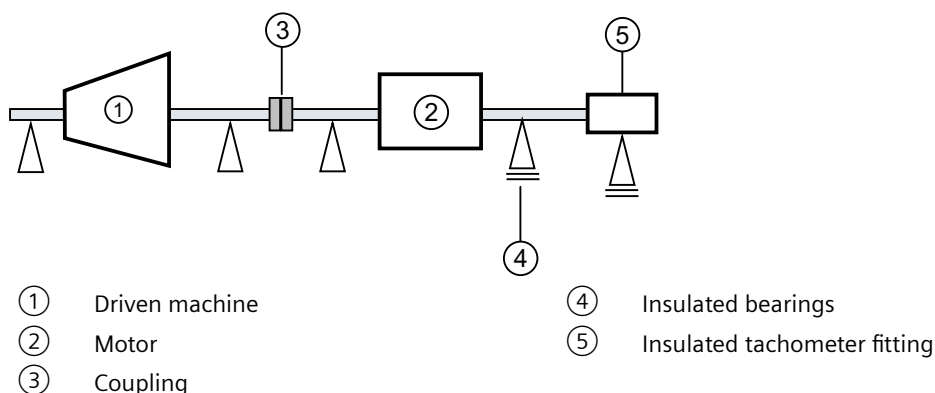 ③
⑤
①
②
④
① Driven machine
② Motor
③ Coupling
④ Insulated bearings
⑤ Insulated tachometer fitting